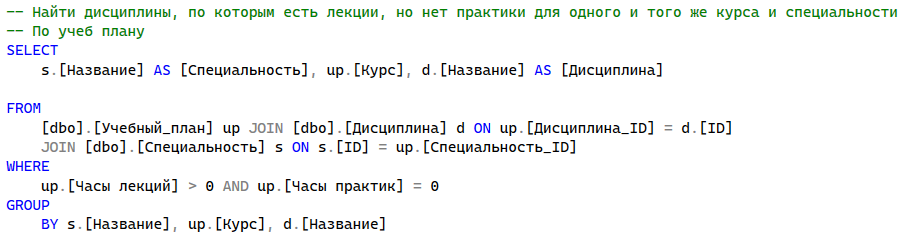 -- Найти дисциплины, по которым есть лекции, но нет практики для одного и того же курса и специальности
-- По учеб плану
SELECT
    s.[Название] AS [Специальность], up.[Курс], d.[Название] AS [Дисциплина]

FROM
    [dbo].[Учебный_план] up JOIN [dbo].[Дисциплина] d ON up.[Дисциплина_ID] = d.[ID]
    JOIN [dbo].[Специальность] s ON s.[ID] = up.[Специальность_ID]
WHERE
    up.[Часы лекций] > 0 AND up.[Часы практик] = 0
GROUP
    BY s.[Название], up.[Курс], d.[Название]